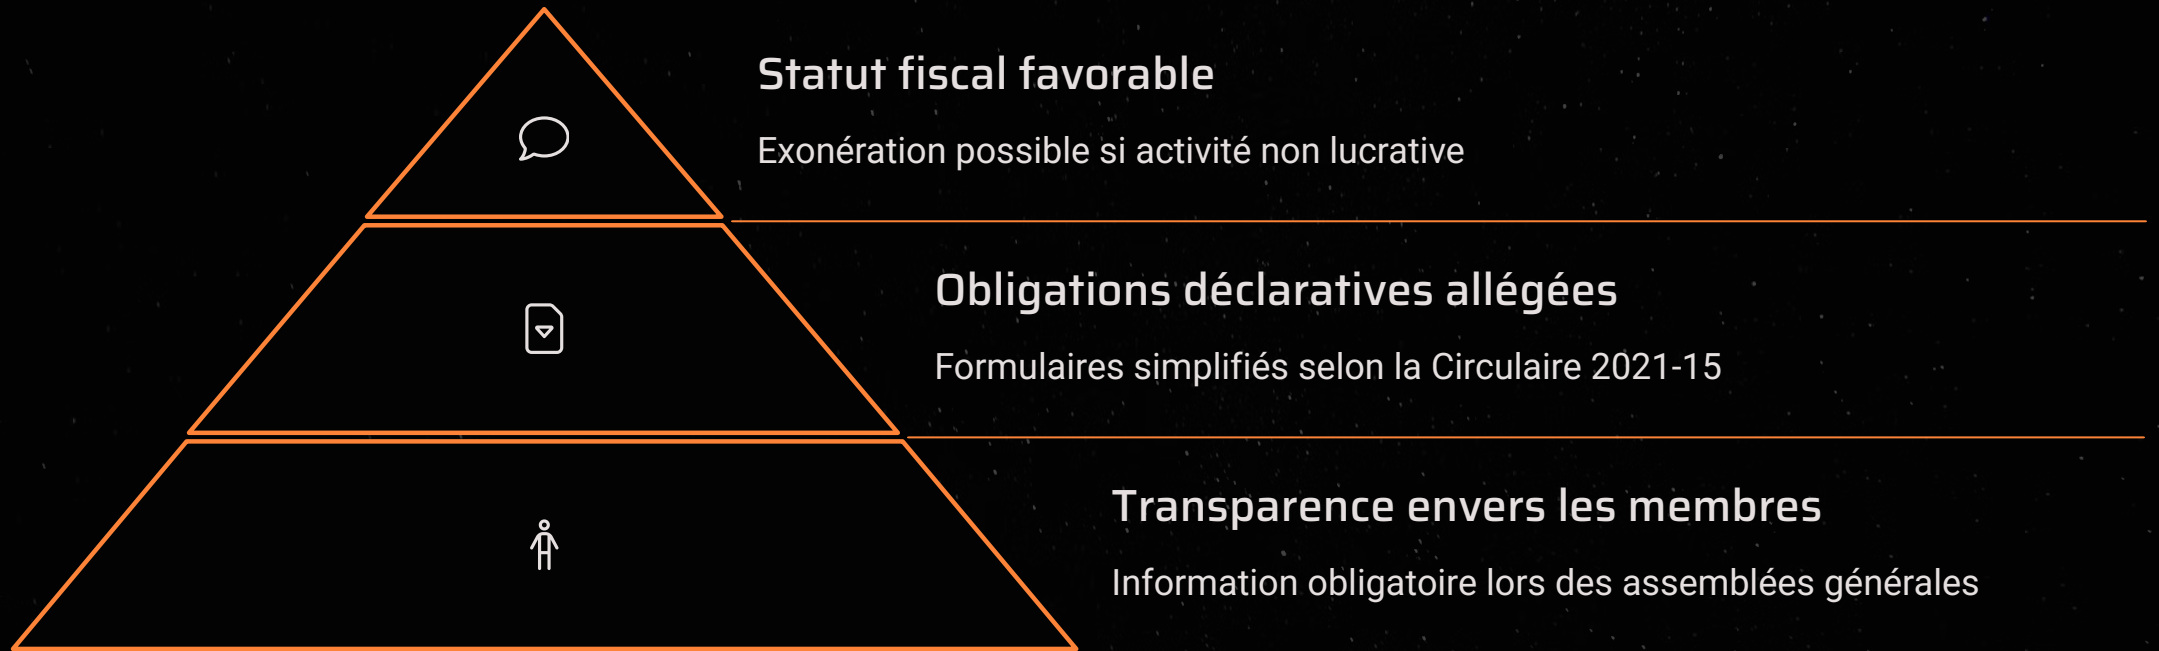 Statut fiscal favorable
Exonération possible si activité non lucrative
Obligations déclaratives allégées
Formulaires simplifiés selon la Circulaire 2021-15
Transparence envers les membres
Information obligatoire lors des assemblées générales